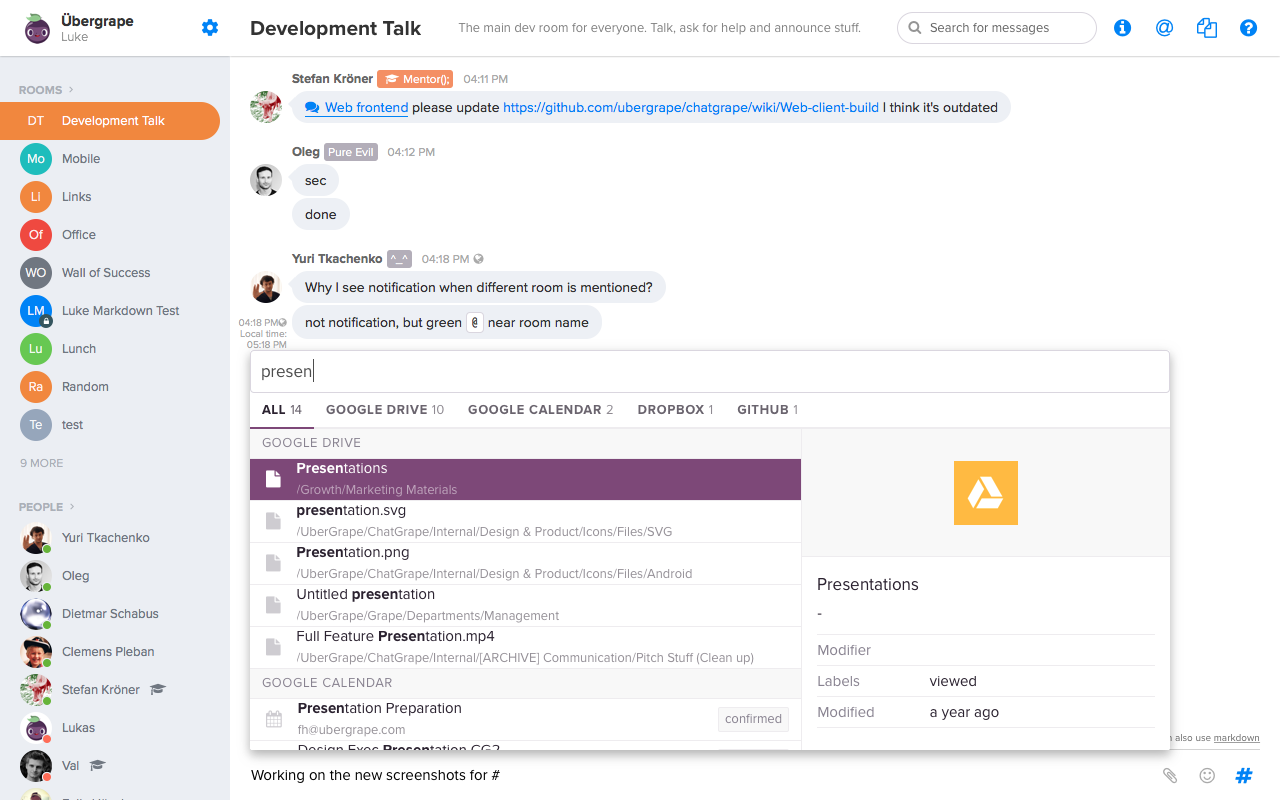 Übergrape
Luke
Development Talk
The main dev room for everyone. Talk, ask for help and announce stuff.
Search for messages
ROOMS
DT Development Talk
Mo Mobile
LI Links
Of Office
WO Wall of Success
LM Luke Markdown Test
Lu Lunch
Ra Random
Te test
9 MORE
PEOPLE
Yuri Tkachenko
Oleg
Dietmar Schabus
Clemens Pleban
Stefan Kröner
Lukas
Val
Stefan Kröner Mentor(); 04:11 PM
Web frontend please update https://github.com/ubergrape/chatgrape/wiki/Web-client-build I think it's outdated
Oleg Pure Evil 04:12 PM
sec
done
Yuri Tkachenko ^_^ 04:18 PM
Why I see notification when different room is mentioned?
04:18 PM
Local time:
05:18 PM
not notification, but green @ near room name
presen
ALL 14 GOOGLE DRIVE 10 GOOGLE CALENDAR 2 DROPBOX 1 GITHUB 1
GOOGLE DRIVE
Presentations
/Growth/Marketing Materials
presentation.svg
/UberGrape/ChatGrape/Internal/Design & Product/Icons/Files/SVG
Presentation.png
/UberGrape/ChatGrape/Internal/Design & Product/Icons/Files/Android
Untitled presentation
/UberGrape/Grape/Departments/Management
Full Feature Presentation.mp4
/UberGrape/ChatGrape/Internal/[ARCHIVE] Communication/Pitch Stuff (Clean up)
GOOGLE CALENDAR
Presentation Preparation
fh@ubergrape.com
confirmed
Design Exec Presentation CG2
Presentations
-
Modifier
Labels viewed
Modified a year ago
also use markdown
Working on the new screenshots for #